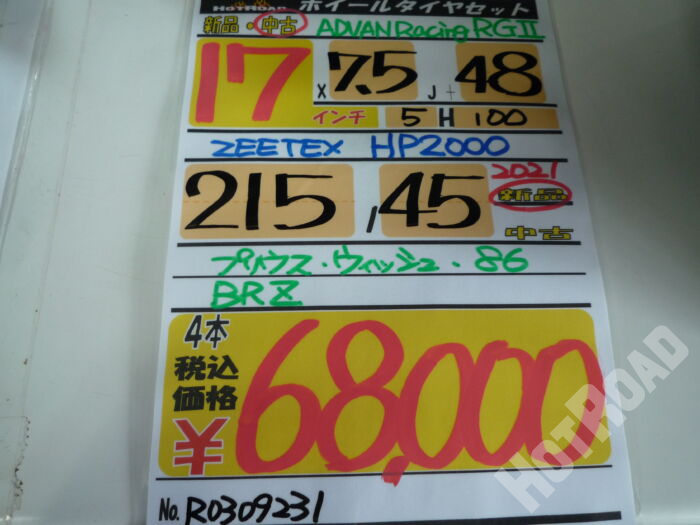 HOTROAD ホイールタイヤセット
新品・中古 ADVAN Racing RGII
17 x 7.5 J + 48
インチ 5 H 100
ZEETEX HP2000
215 / 45 2021 新品
中古
プリウス・ウィッシュ・86
BRZ
4本
税込
価格
¥68,000
No. R0309231
HOTROAD